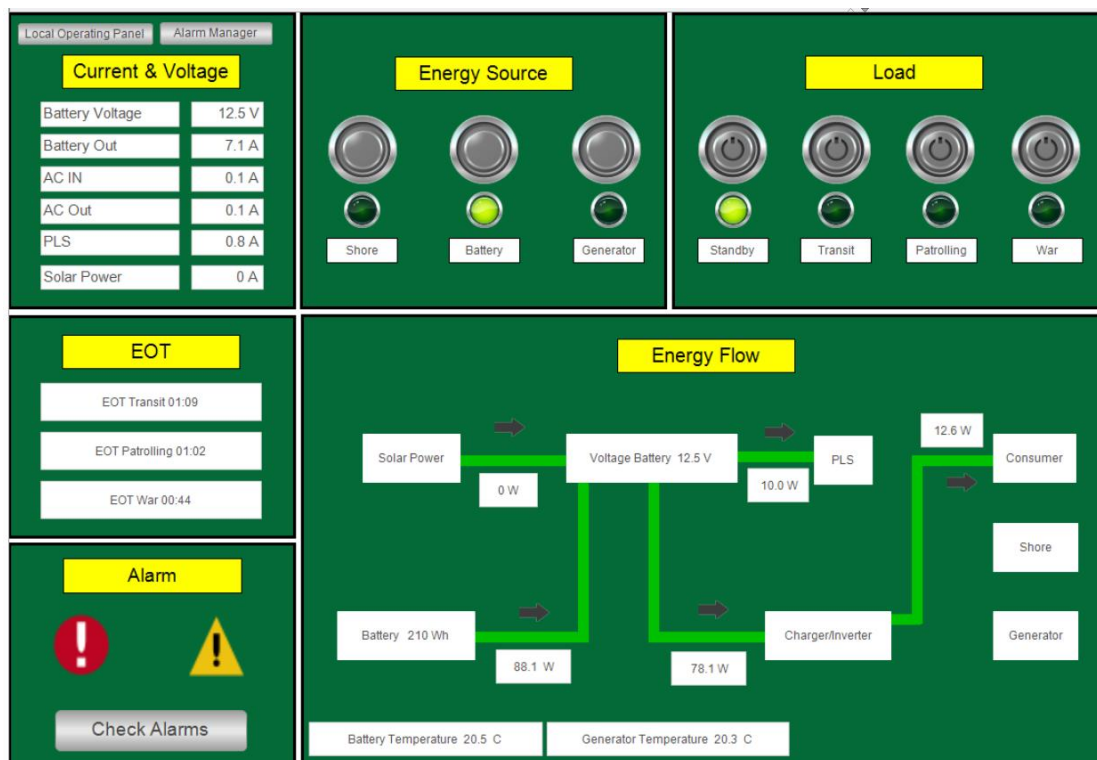 Local Operating Panel
Alarm Manager
Current & Voltage
Battery Voltage 12.5 V
Battery Out 7.1 A
AC IN 0.1 A
AC Out 0.1 A
PLS 0.8 A
Solar Power 0 A
Energy Source
Shore
Battery
Generator
Load
Standby
Transit
Patrolling
War
EOT
EOT Transit 01:09
EOT Patrolling 01:02
EOT War 00:44
Alarm
Check Alarms
Energy Flow
Solar Power
0 W
Voltage Battery 12.5 V
10.0 W
PLS
12.6 W
Consumer
Shore
Battery 210 Wh
88.1 W
78.1 W
Charger/Inverter
Generator
Battery Temperature 20.5 C
Generator Temperature 20.3 C